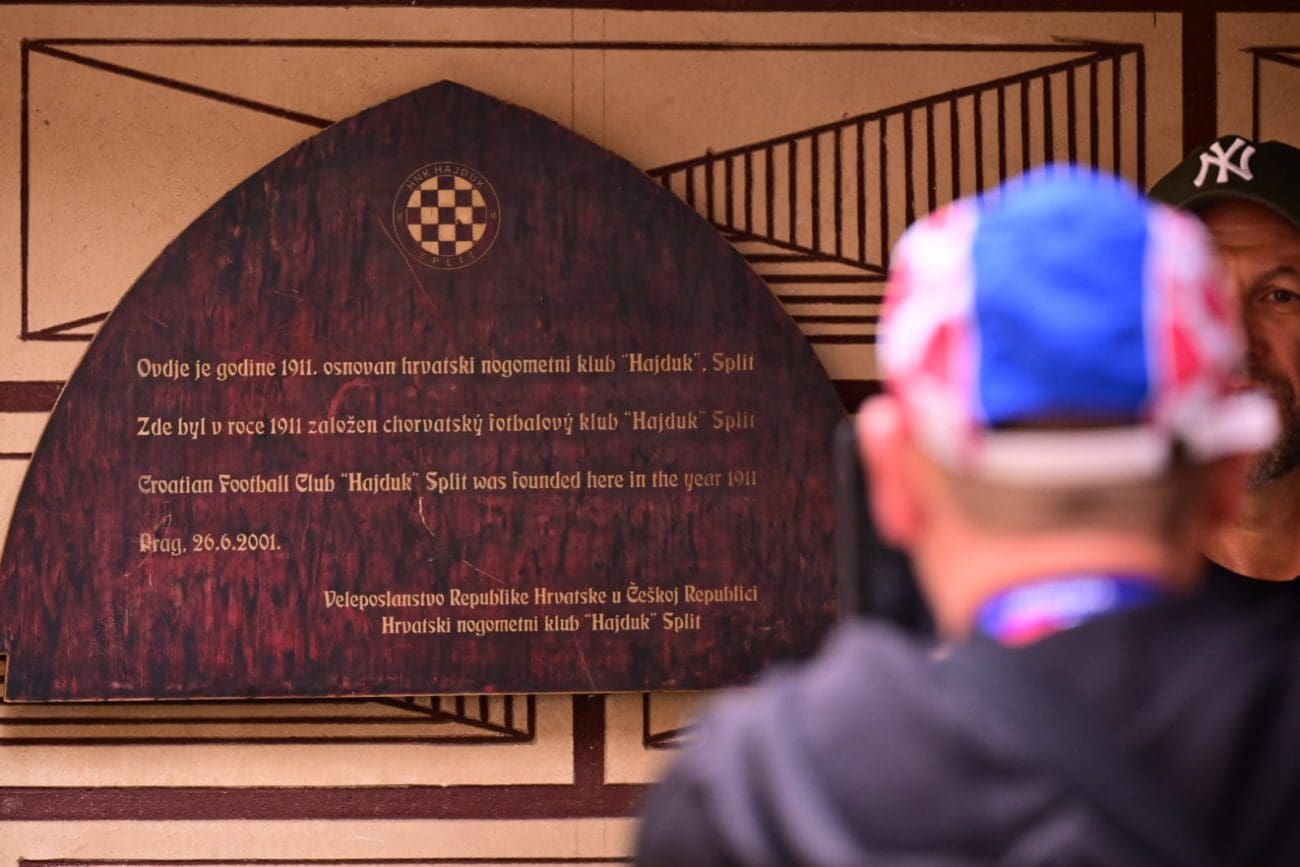 HNK HAJDUK
SPLIT
Ovdje je godine 1911. osnovan hrvatski nogometni klub "Hajduk", Split
Zde byl v roce 1911 založen chorvatský fotbalový klub "Hajduk" Split
Croatian Football Club "Hajduk" Split was founded here in the year 1911
Prag, 26.6.2001.
Veleposlanstvo Republike Hrvatske u Češkoj Republici
Hrvatski nogometni klub "Hajduk" Split
NY